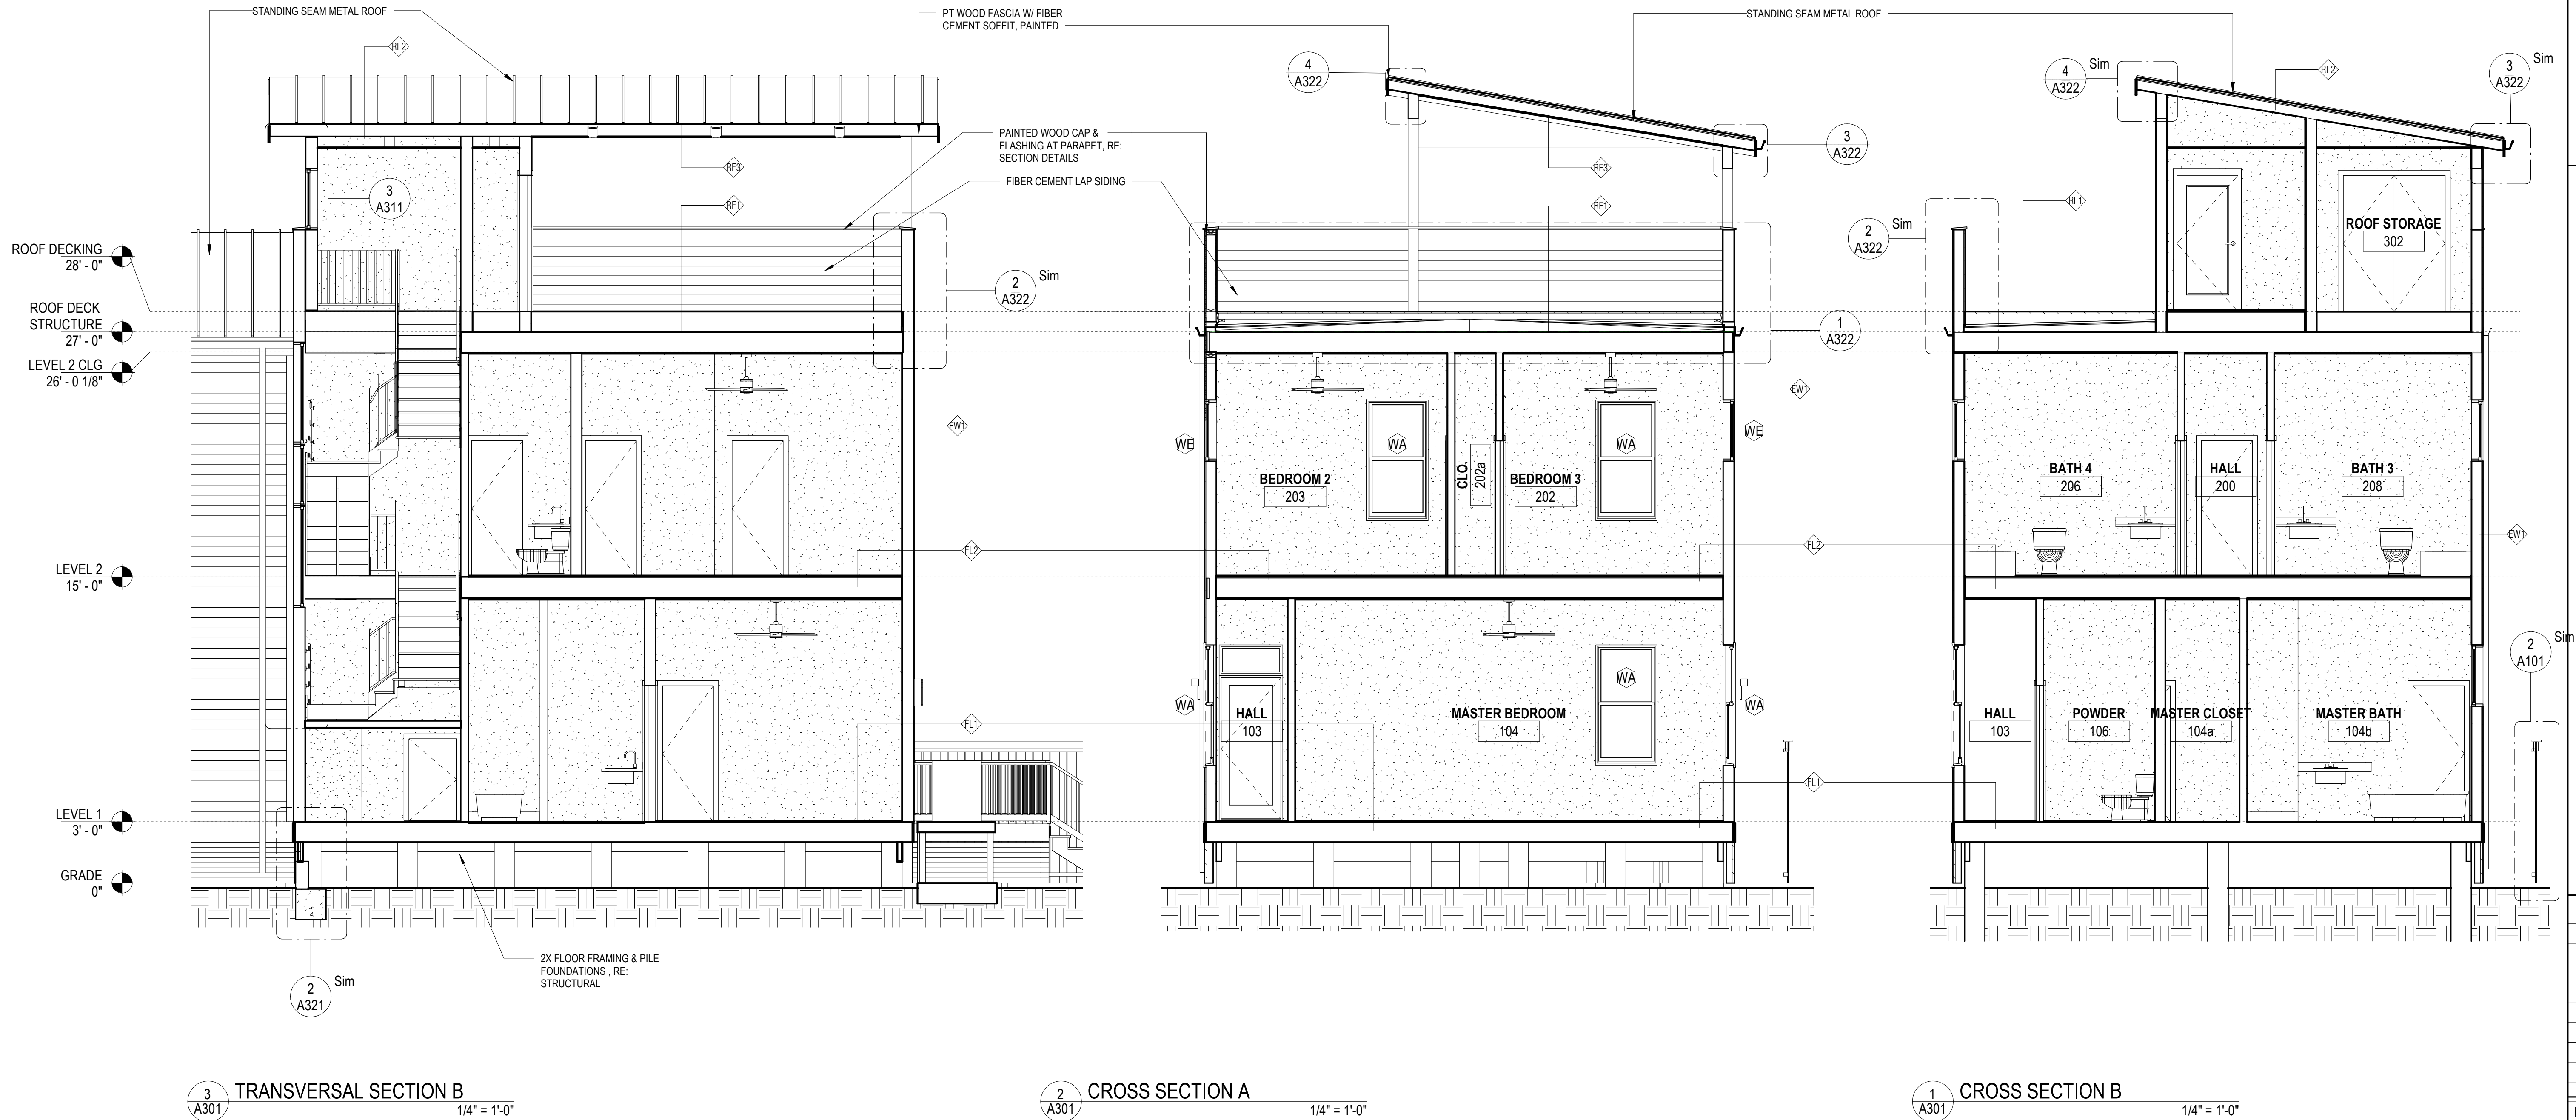 STANDING SEAM METAL ROOF
RF2
PT WOOD FASCIA W/ FIBER
CEMENT SOFFIT, PAINTED
PAINTED WOOD CAP &
FLASHING AT PARAPET, RE:
SECTION DETAILS
FIBER CEMENT LAP SIDING
RF3
RF1
3
A311
2
A322
Sim
ROOF DECKING
28' - 0"
ROOF DECK
STRUCTURE
27' - 0"
LEVEL 2 CLG
26' - 0 1/8"
LEVEL 2
15' - 0"
LEVEL 1
3' - 0"
GRADE
0"
EW1
FL2
FL1
2X FLOOR FRAMING & PILE
FOUNDATIONS , RE:
STRUCTURAL
2
A321
Sim
3
A301
TRANSVERSAL SECTION B
1/4" = 1'-0"
STANDING SEAM METAL ROOF
4
A322
3
A322
RF3
RF1
1
A322
EW1
WE
WA
WA
WE
BEDROOM 2
203
CLO.
202a
BEDROOM 3
202
FL2
WA
WA
WA
HALL
103
MASTER BEDROOM
104
FL1
2
A301
CROSS SECTION A
1/4" = 1'-0"
4
A322
Sim
RF2
3
A322
Sim
RF1
2
A322
Sim
ROOF STORAGE
302
BATH 4
206
HALL
200
BATH 3
208
EW1
2
A101
Sim
HALL
103
POWDER
106
MASTER CLOSET
104a
MASTER BATH
104b
1
A301
CROSS SECTION B
1/4" = 1'-0"